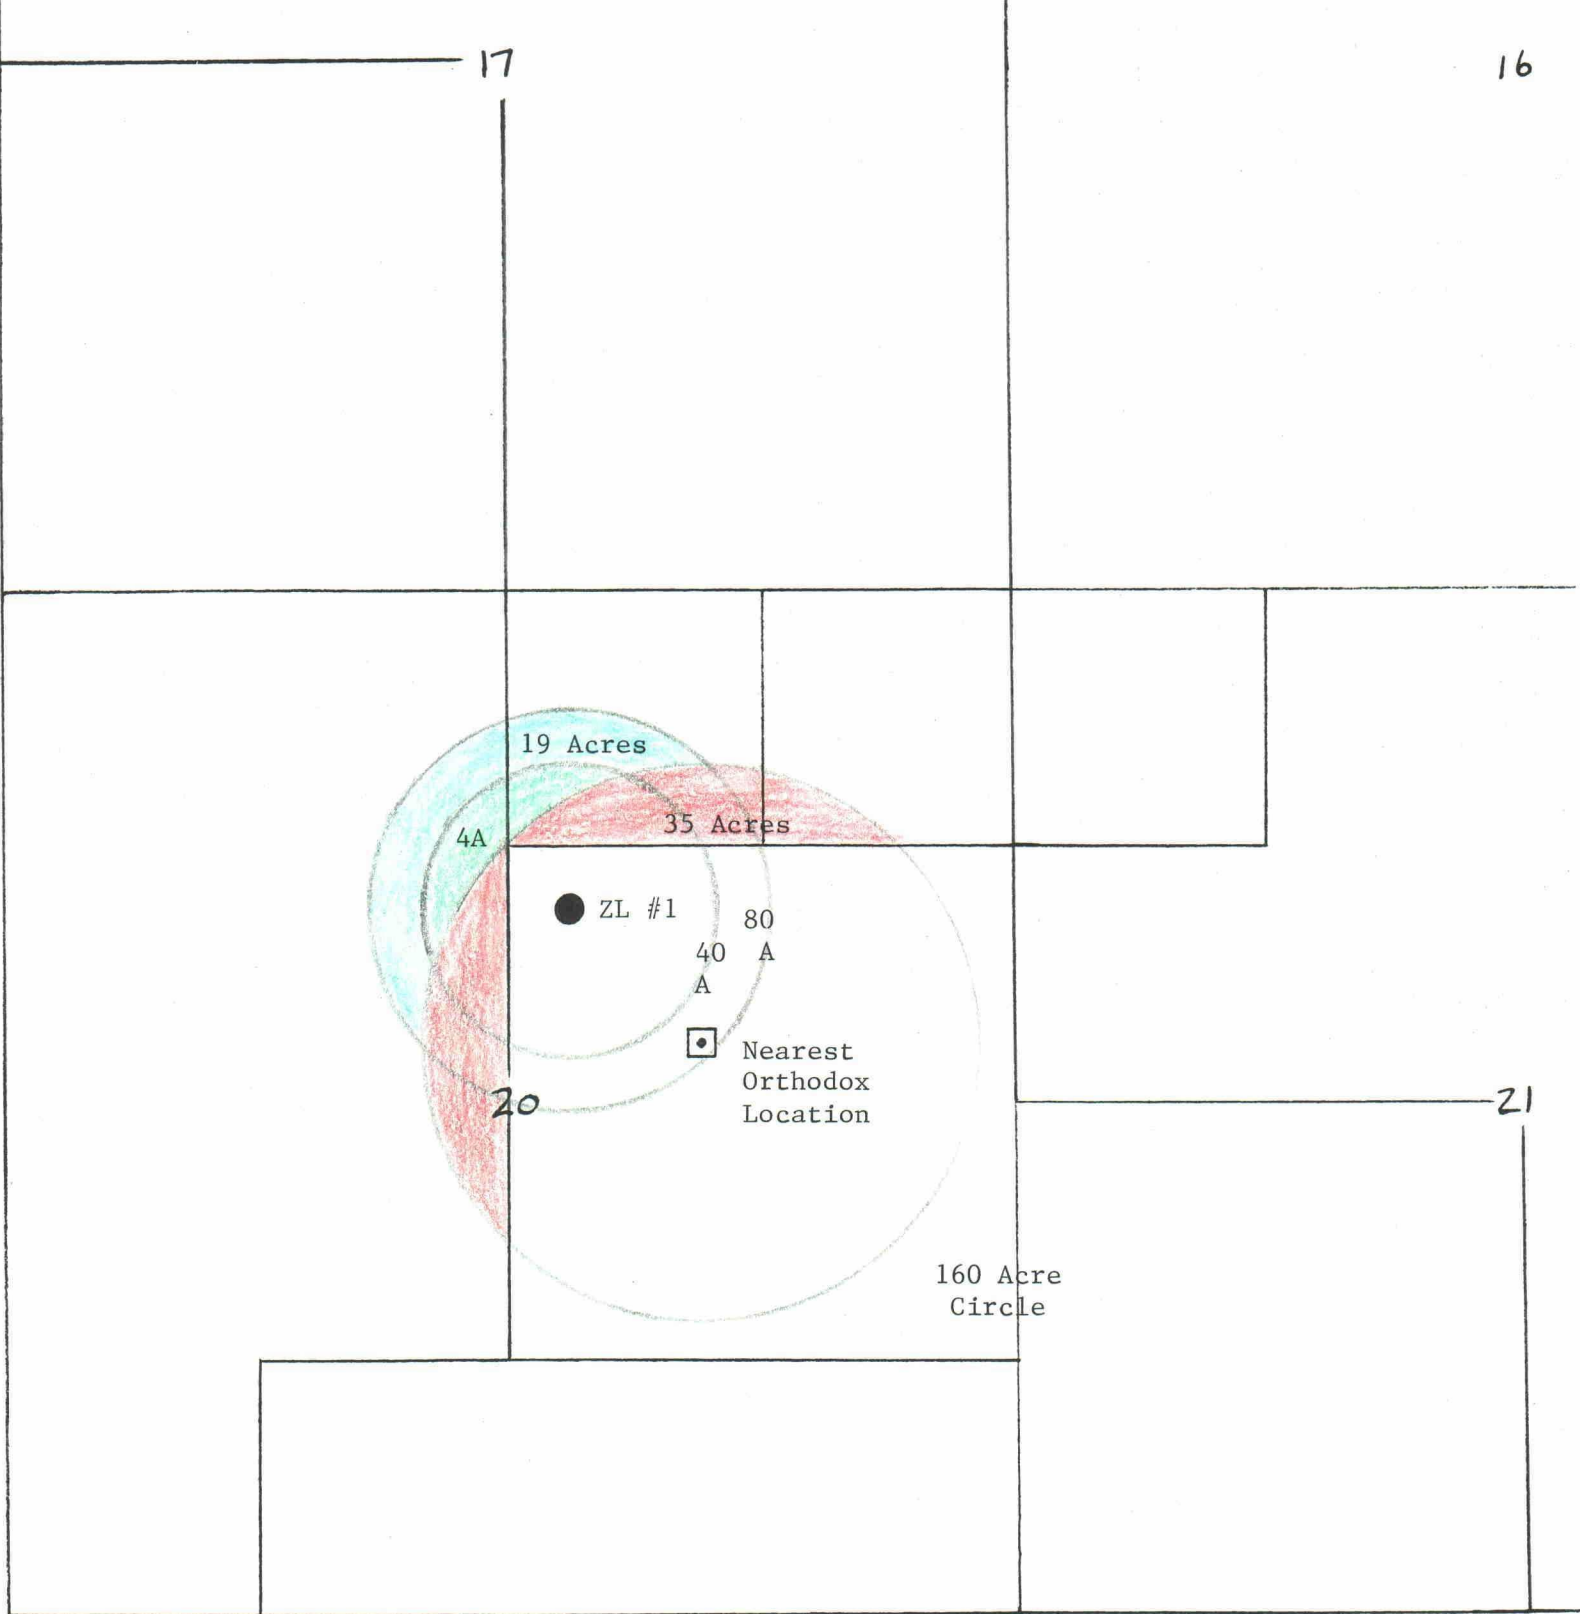 17
16
19 Acres
35 Acres
4A
ZL #1
80
A
40
A
Nearest
Orthodox
Location
20
21
160 Acre
Circle